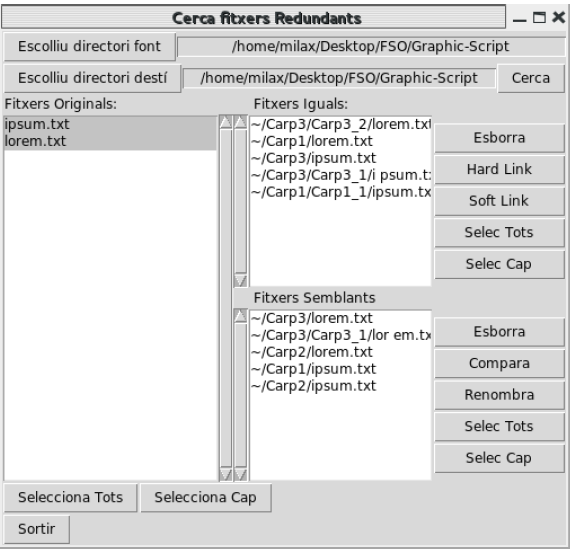 Cerca fitxers Redundants
Escolliu directori font /home/milax/Desktop/FSO/Graphic-Script
Escolliu directori destí /home/milax/Desktop/FSO/Graphic-Script Cerca
Fitxers Originals:
ipsum.txt
lorem.txt
Fitxers Iguals:
~/Carp3/Carp3_2/lorem.txt
~/Carp1/lorem.txt
~/Carp3/ipsum.txt
~/Carp3/Carp3_1/i psum.t
~/Carp1/Carp1_1/ipsum.tx
Esborra
Hard Link
Soft Link
Selec Tots
Selec Cap
Fitxers Semblants
~/Carp3/lorem.txt
~/Carp3/Carp3_1/lor em.tx
~/Carp2/lorem.txt
~/Carp1/ipsum.txt
~/Carp2/ipsum.txt
Esborra
Compara
Renombra
Selec Tots
Selec Cap
Selecciona Tots Selecciona Cap
Sortir